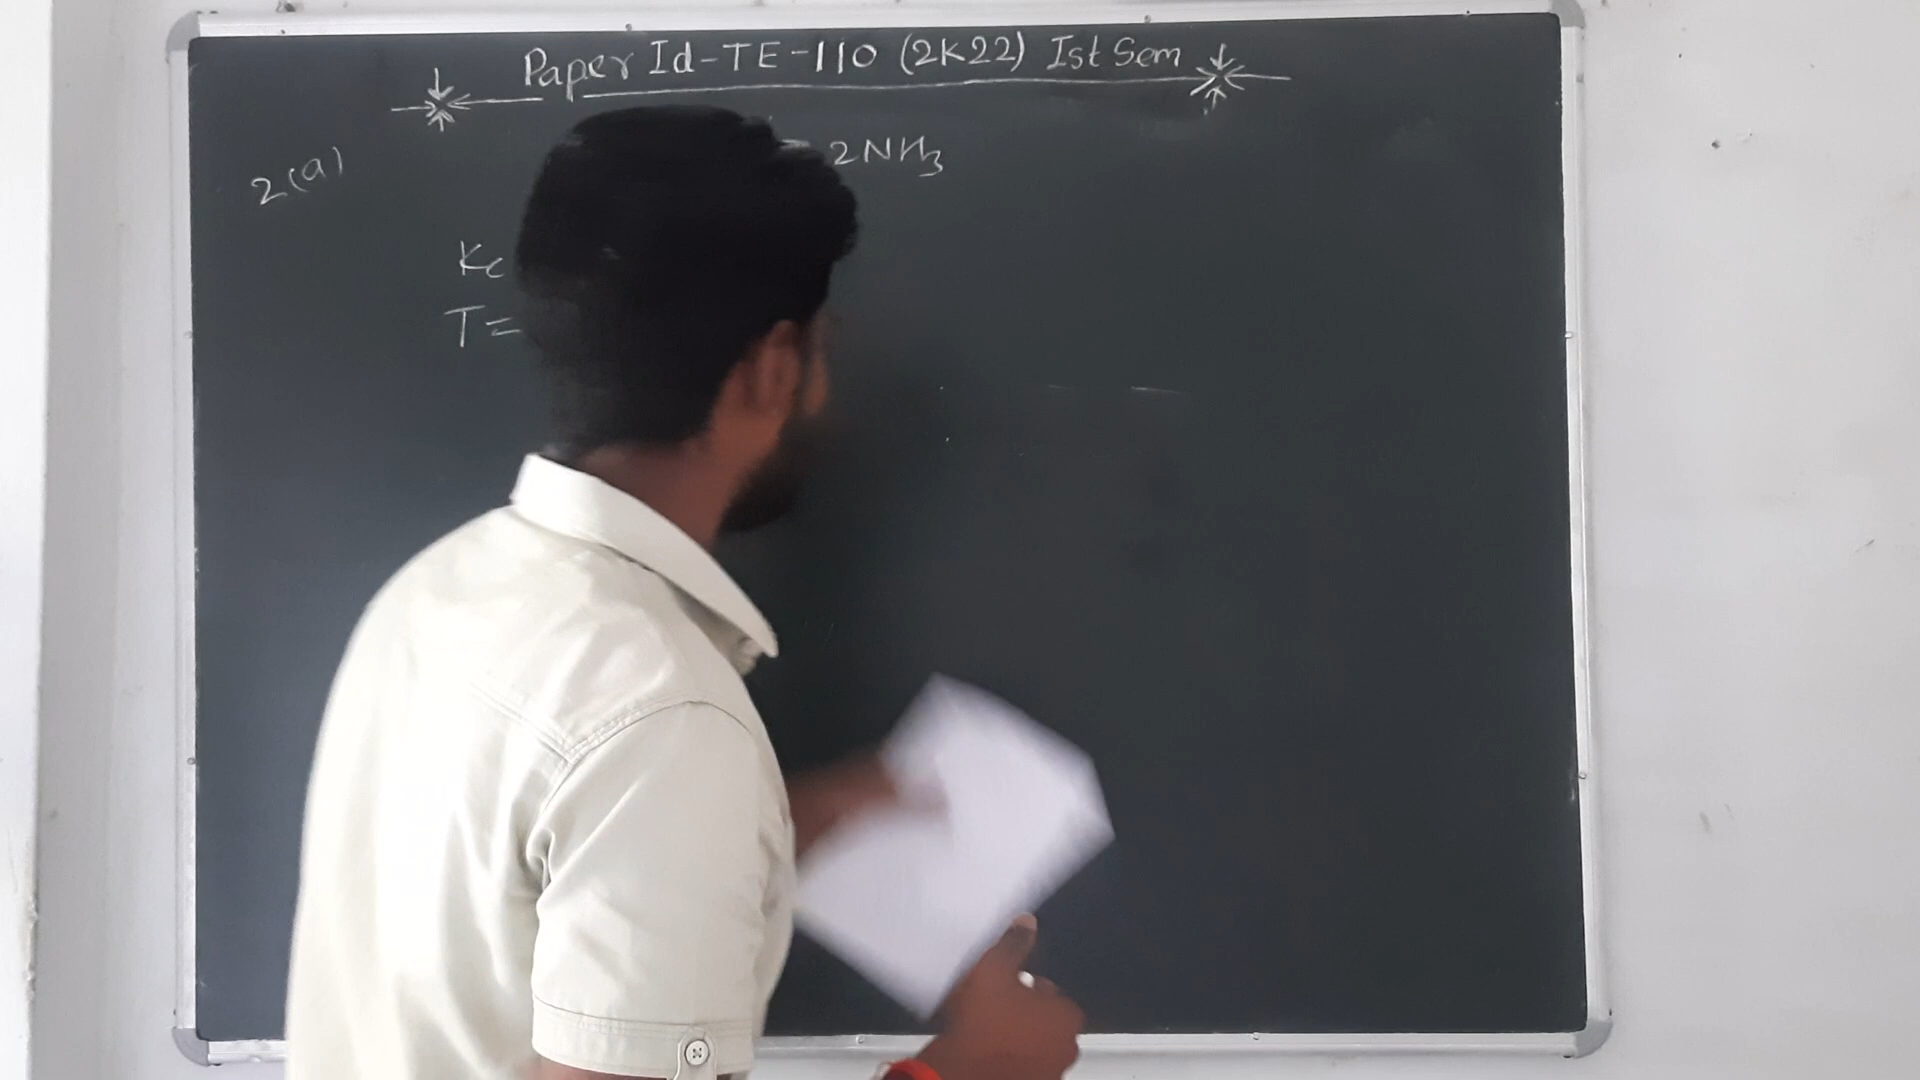 Paper Id-TE-110 (2K22) Ist Sem
2(a)
2NH3
Kc
T=